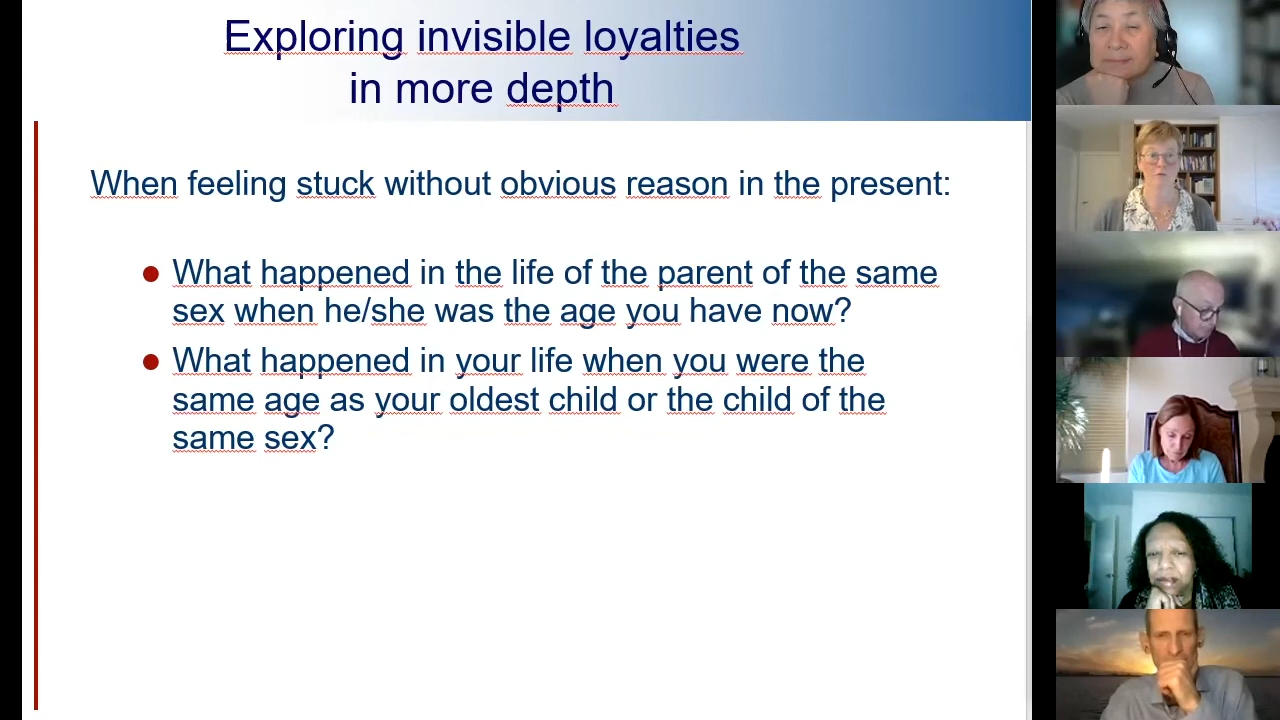 Exploring invisible loyalties
in more depth
When feeling stuck without obvious reason in the present:
What happened in the life of the parent of the same
sex when he/she was the age you have now?
What happened in your life when you were the
same age as your oldest child or the child of the
same sex?